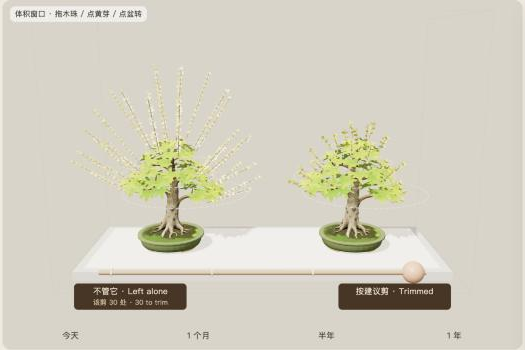 体积窗口 · 拖木珠 / 点黄芽 / 点盆转
不管它 · Left alone
该剪 30 处 · 30 to trim
按建议剪 · Trimmed
今天
1 个月
半年
1 年